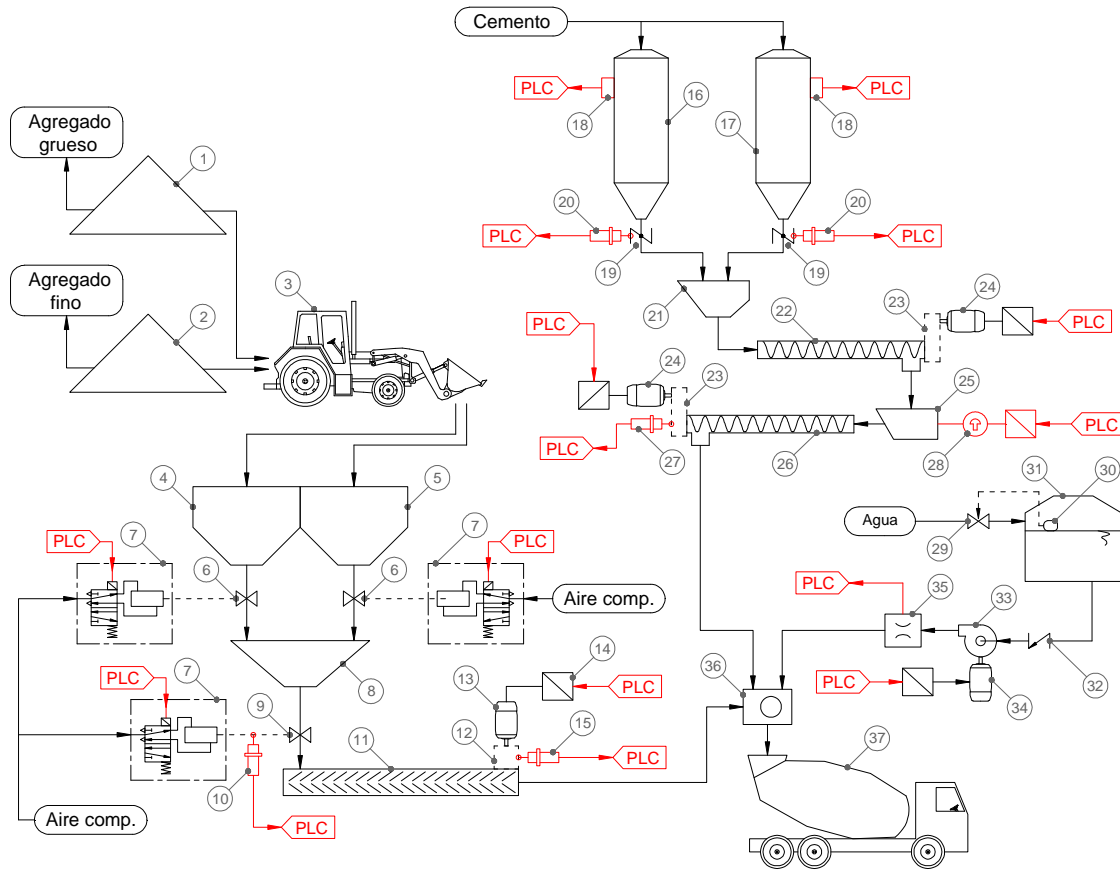 Cemento
PLC
PLC
18
16
17
18
Agregado
grueso
1
20
20
PLC
PLC
19
19
Agregado
fino
2
3
21
22
23
24
PLC
PLC
24
23
25
PLC
27
26
28
PLC
4
5
31
30
Agua
29
PLC
7
7
PLC
6
6
Aire comp.
PLC
35
33
32
8
14
PLC
7
13
PLC
36
PLC
34
9
12
15
PLC
11
10
37
Aire comp.
PLC